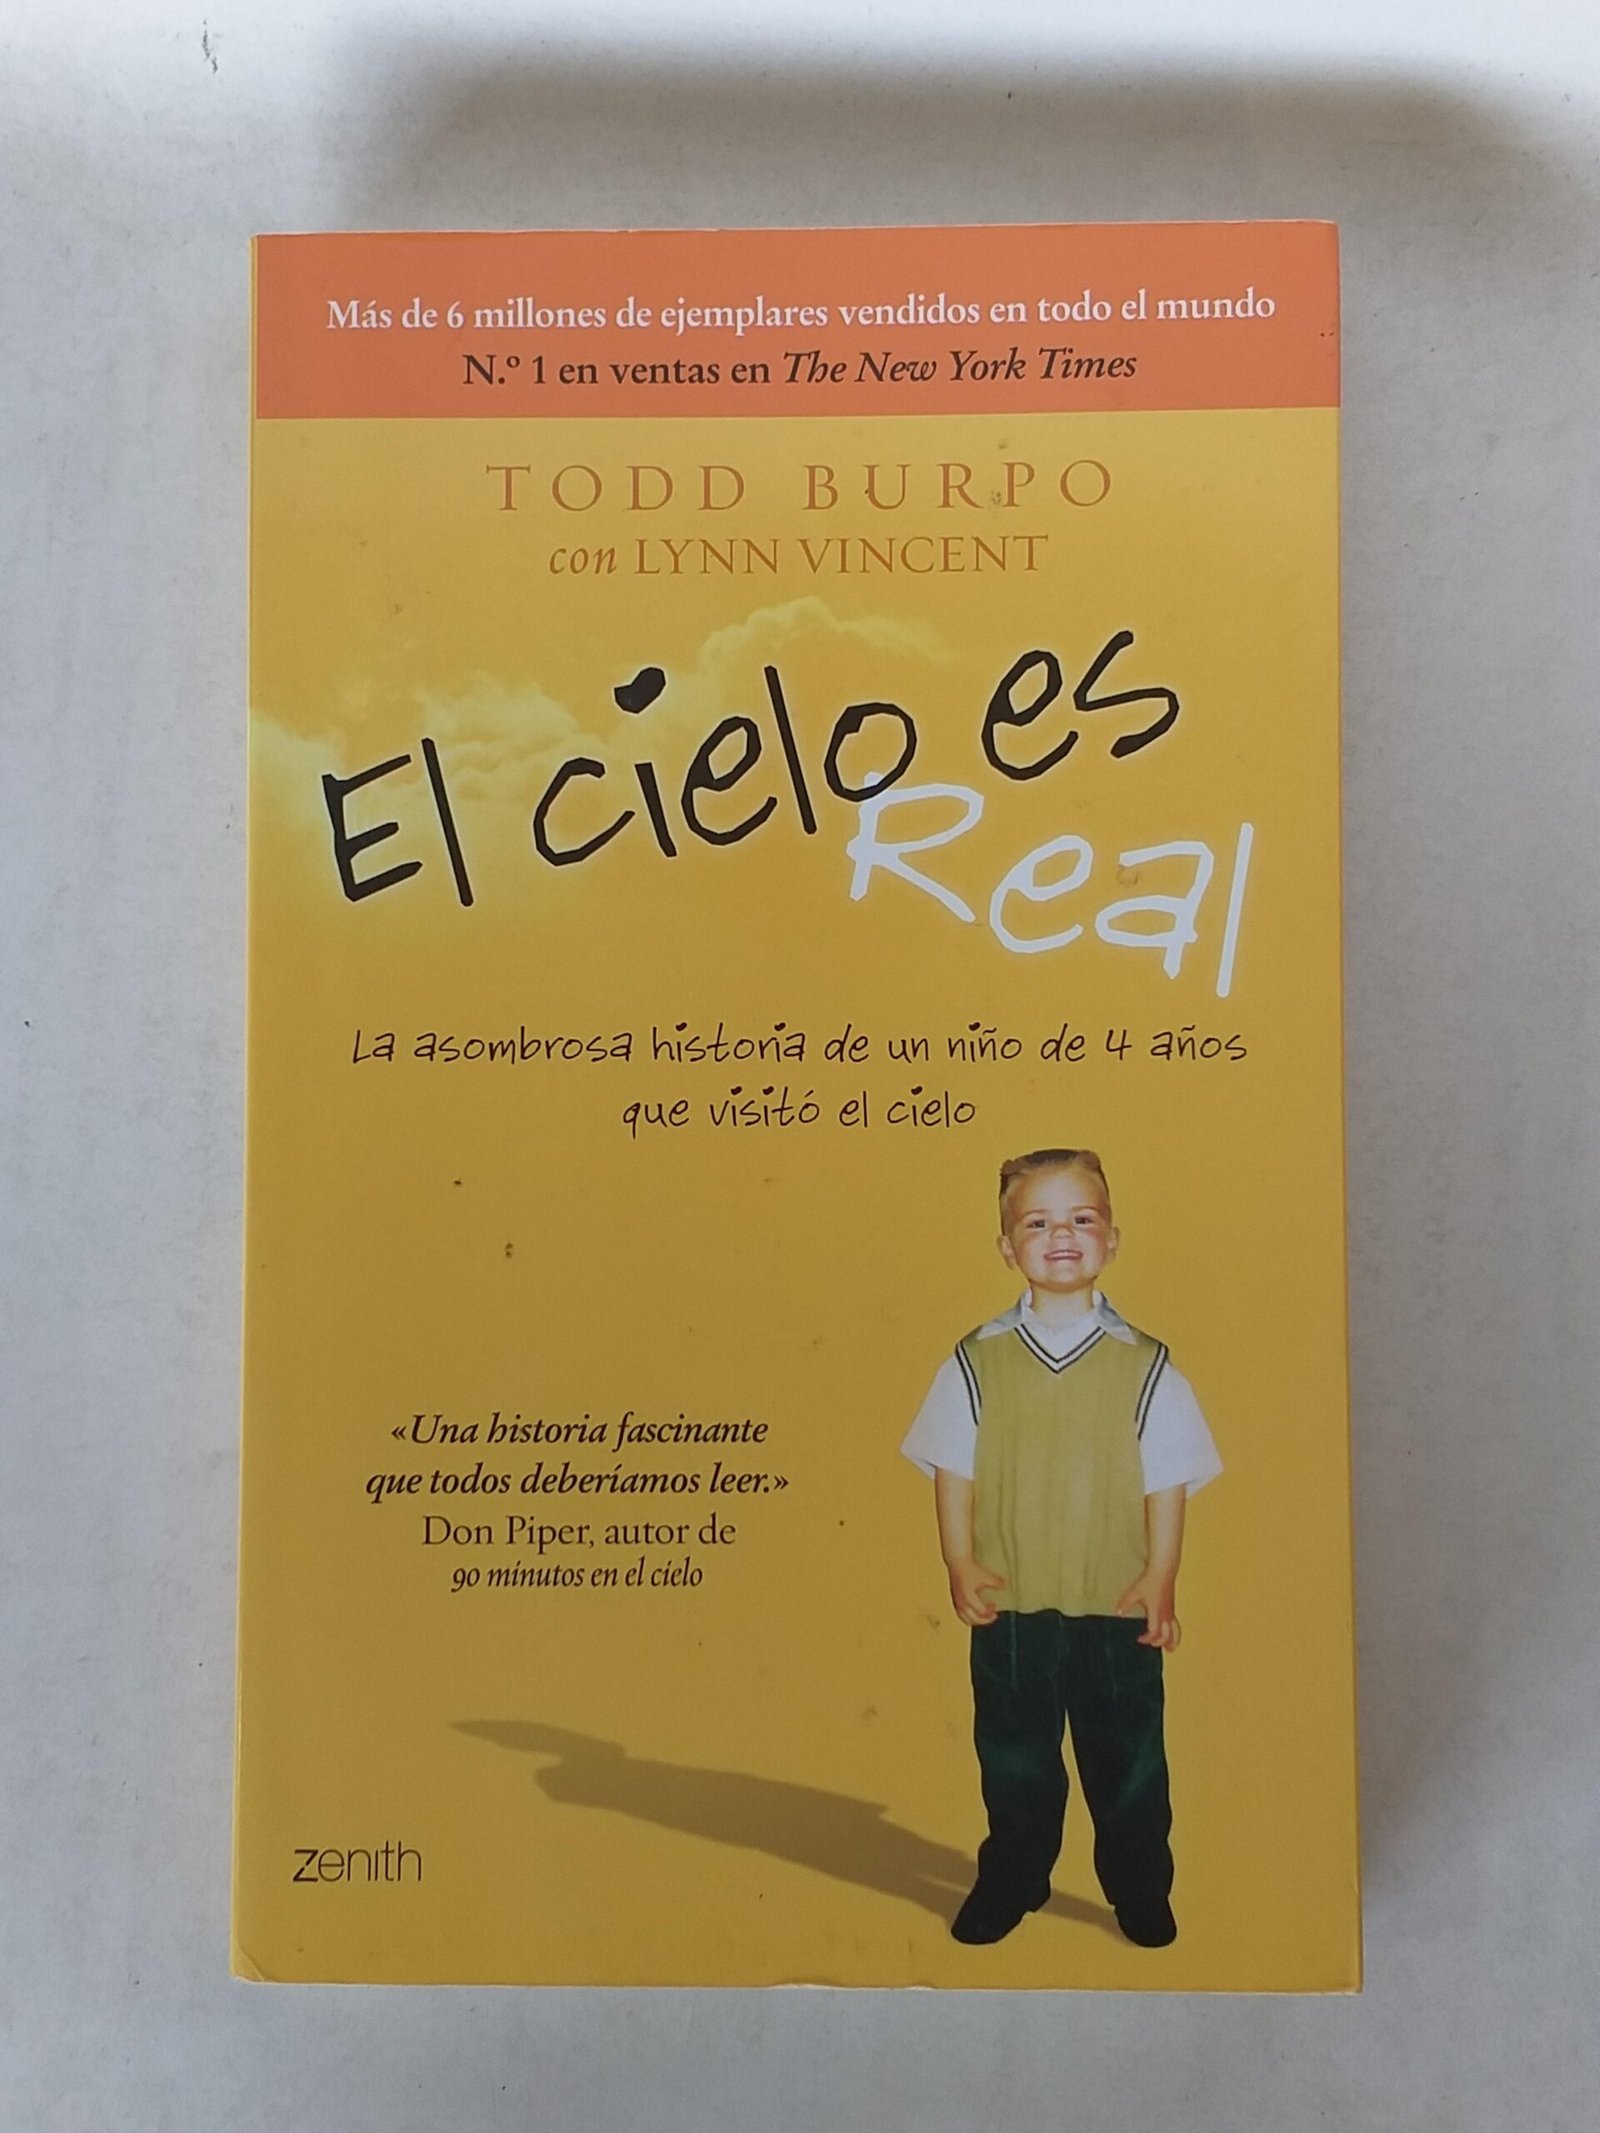 Más de 6 millones de ejemplares vendidos en todo el mundo
N.º 1 en ventas en The New York Times
TODD BURPO
con LYNN VINCENT
El cielo es
Real
La asombrosa historia de un niño de 4 años
que visitó el cielo
«Una historia fascinante
que todos deberíamos leer.»
Don Piper, autor de
90 minutos en el cielo
zenith